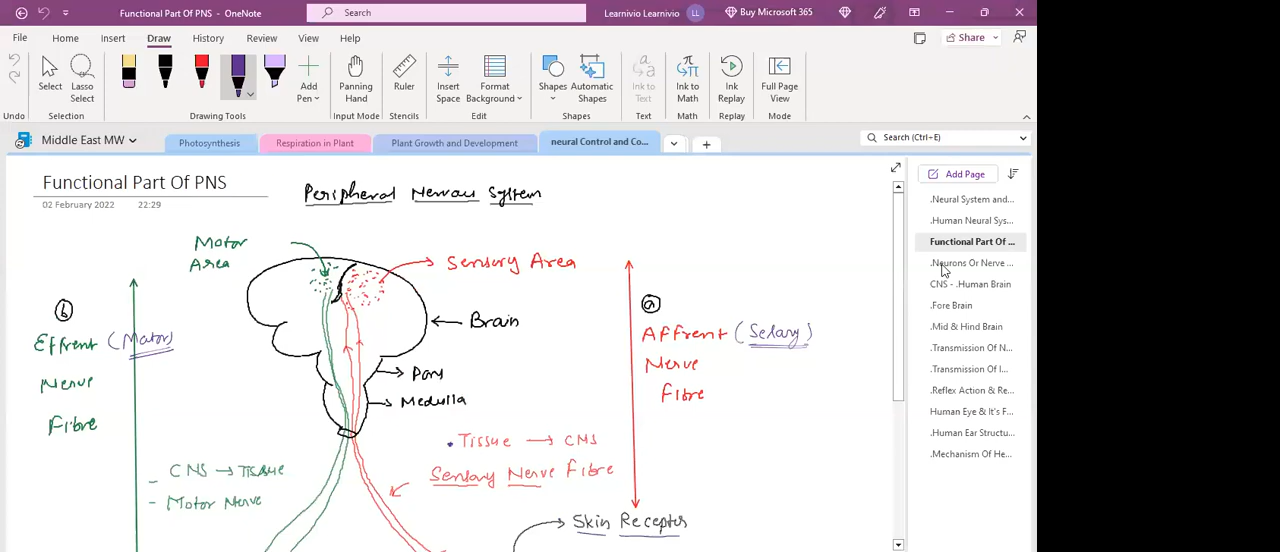 Functional Part Of PNS - OneNote
Search
Learnivio Learnivio
LL
Buy Microsoft 365
File
Home
Insert
Draw
History
Review
View
Help
Share
Select
Lasso
Select
Add
Pen
Panning
Hand
Ruler
Insert
Space
Format
Background
Shapes
Automatic
Shapes
Ink to
Text
Ink to
Math
Ink
Replay
Full Page
View
Undo
Selection
Drawing Tools
Input Mode
Stencils
Edit
Shapes
Text
Math
Replay
Mode
Middle East MW
Photosynthesis
Respiration in Plant
Plant Growth and Development
neural Control and Co...
Search (Ctrl+E)
Functional Part Of PNS
02 February 2022 22:29
Peripheral Nervous System
Motor
Area
Sensory Area
Brain
Pons
Medulla
(b)
Effrent (Motor)
Nerve
Fibre
(a)
Affrent (Selary)
Nerve
Fibre
Tissue → CNS
Sensory Nerve Fibre
- CNS → Tissue
- Motor Nerve
Skin Receptor
Add Page
.Neural System and...
.Human Neural Sys...
Functional Part Of ...
.Neurons Or Nerve ...
CNS - .Human Brain
.Fore Brain
.Mid & Hind Brain
.Transmission Of N...
.Transmission Of I...
.Reflex Action & Re...
Human Eye & It's F...
.Human Ear Structu...
.Mechanism Of He...